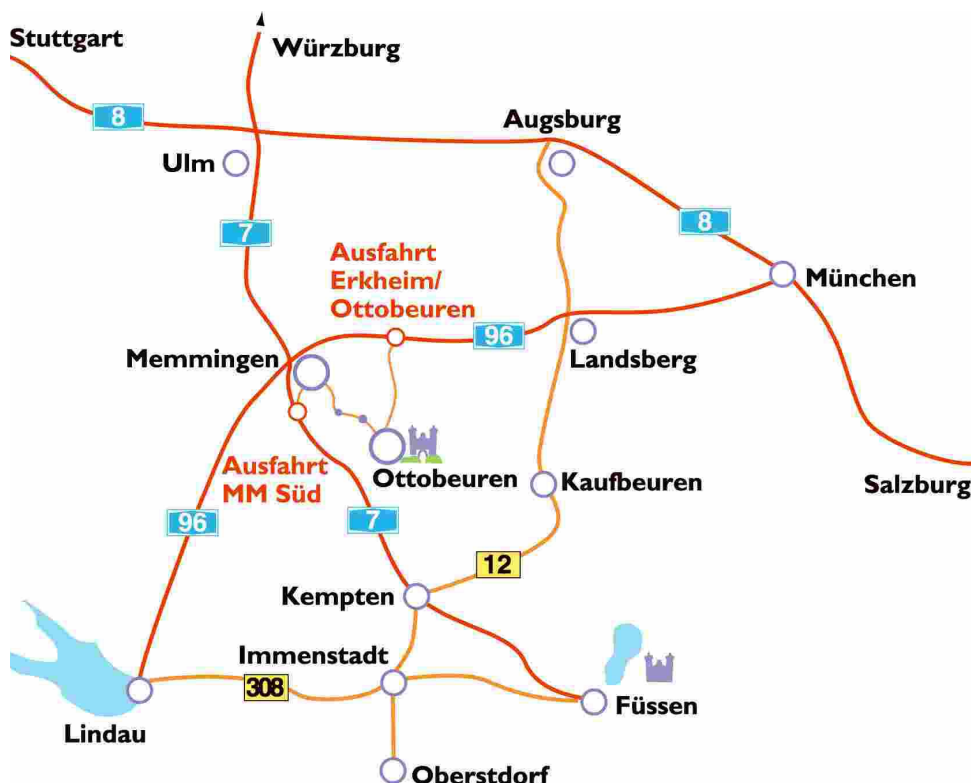 Stuttgart
Würzburg
8
Augsburg
Ulm
7
8
Ausfahrt
Erkheim/
Ottobeuren
München
96
Memmingen
Landsberg
Ausfahrt
MM Süd
Ottobeuren
Kaufbeuren
Salzburg
96
7
12
Kempten
Immenstadt
308
Füssen
Lindau
Oberstdorf